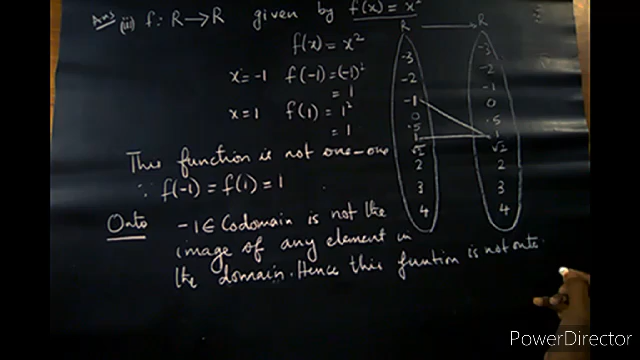 Ans (iii) f: R → R given by f(x) = x²
f(x) = x²
x = -1 f(-1) = (-1)²
= 1
x = 1 f(1) = 1²
= 1
This function is not one-one
∵ f(-1) = f(1) = 1
Onto -1 ∈ Codomain is not the
image of any element in
the domain. Hence this funtion is not onto.
R → R
-3 -3
-2 -2
-1 -1
0 0
.5 .5
1 1
√2 √2
2 2
3 3
4 4
PowerDirector